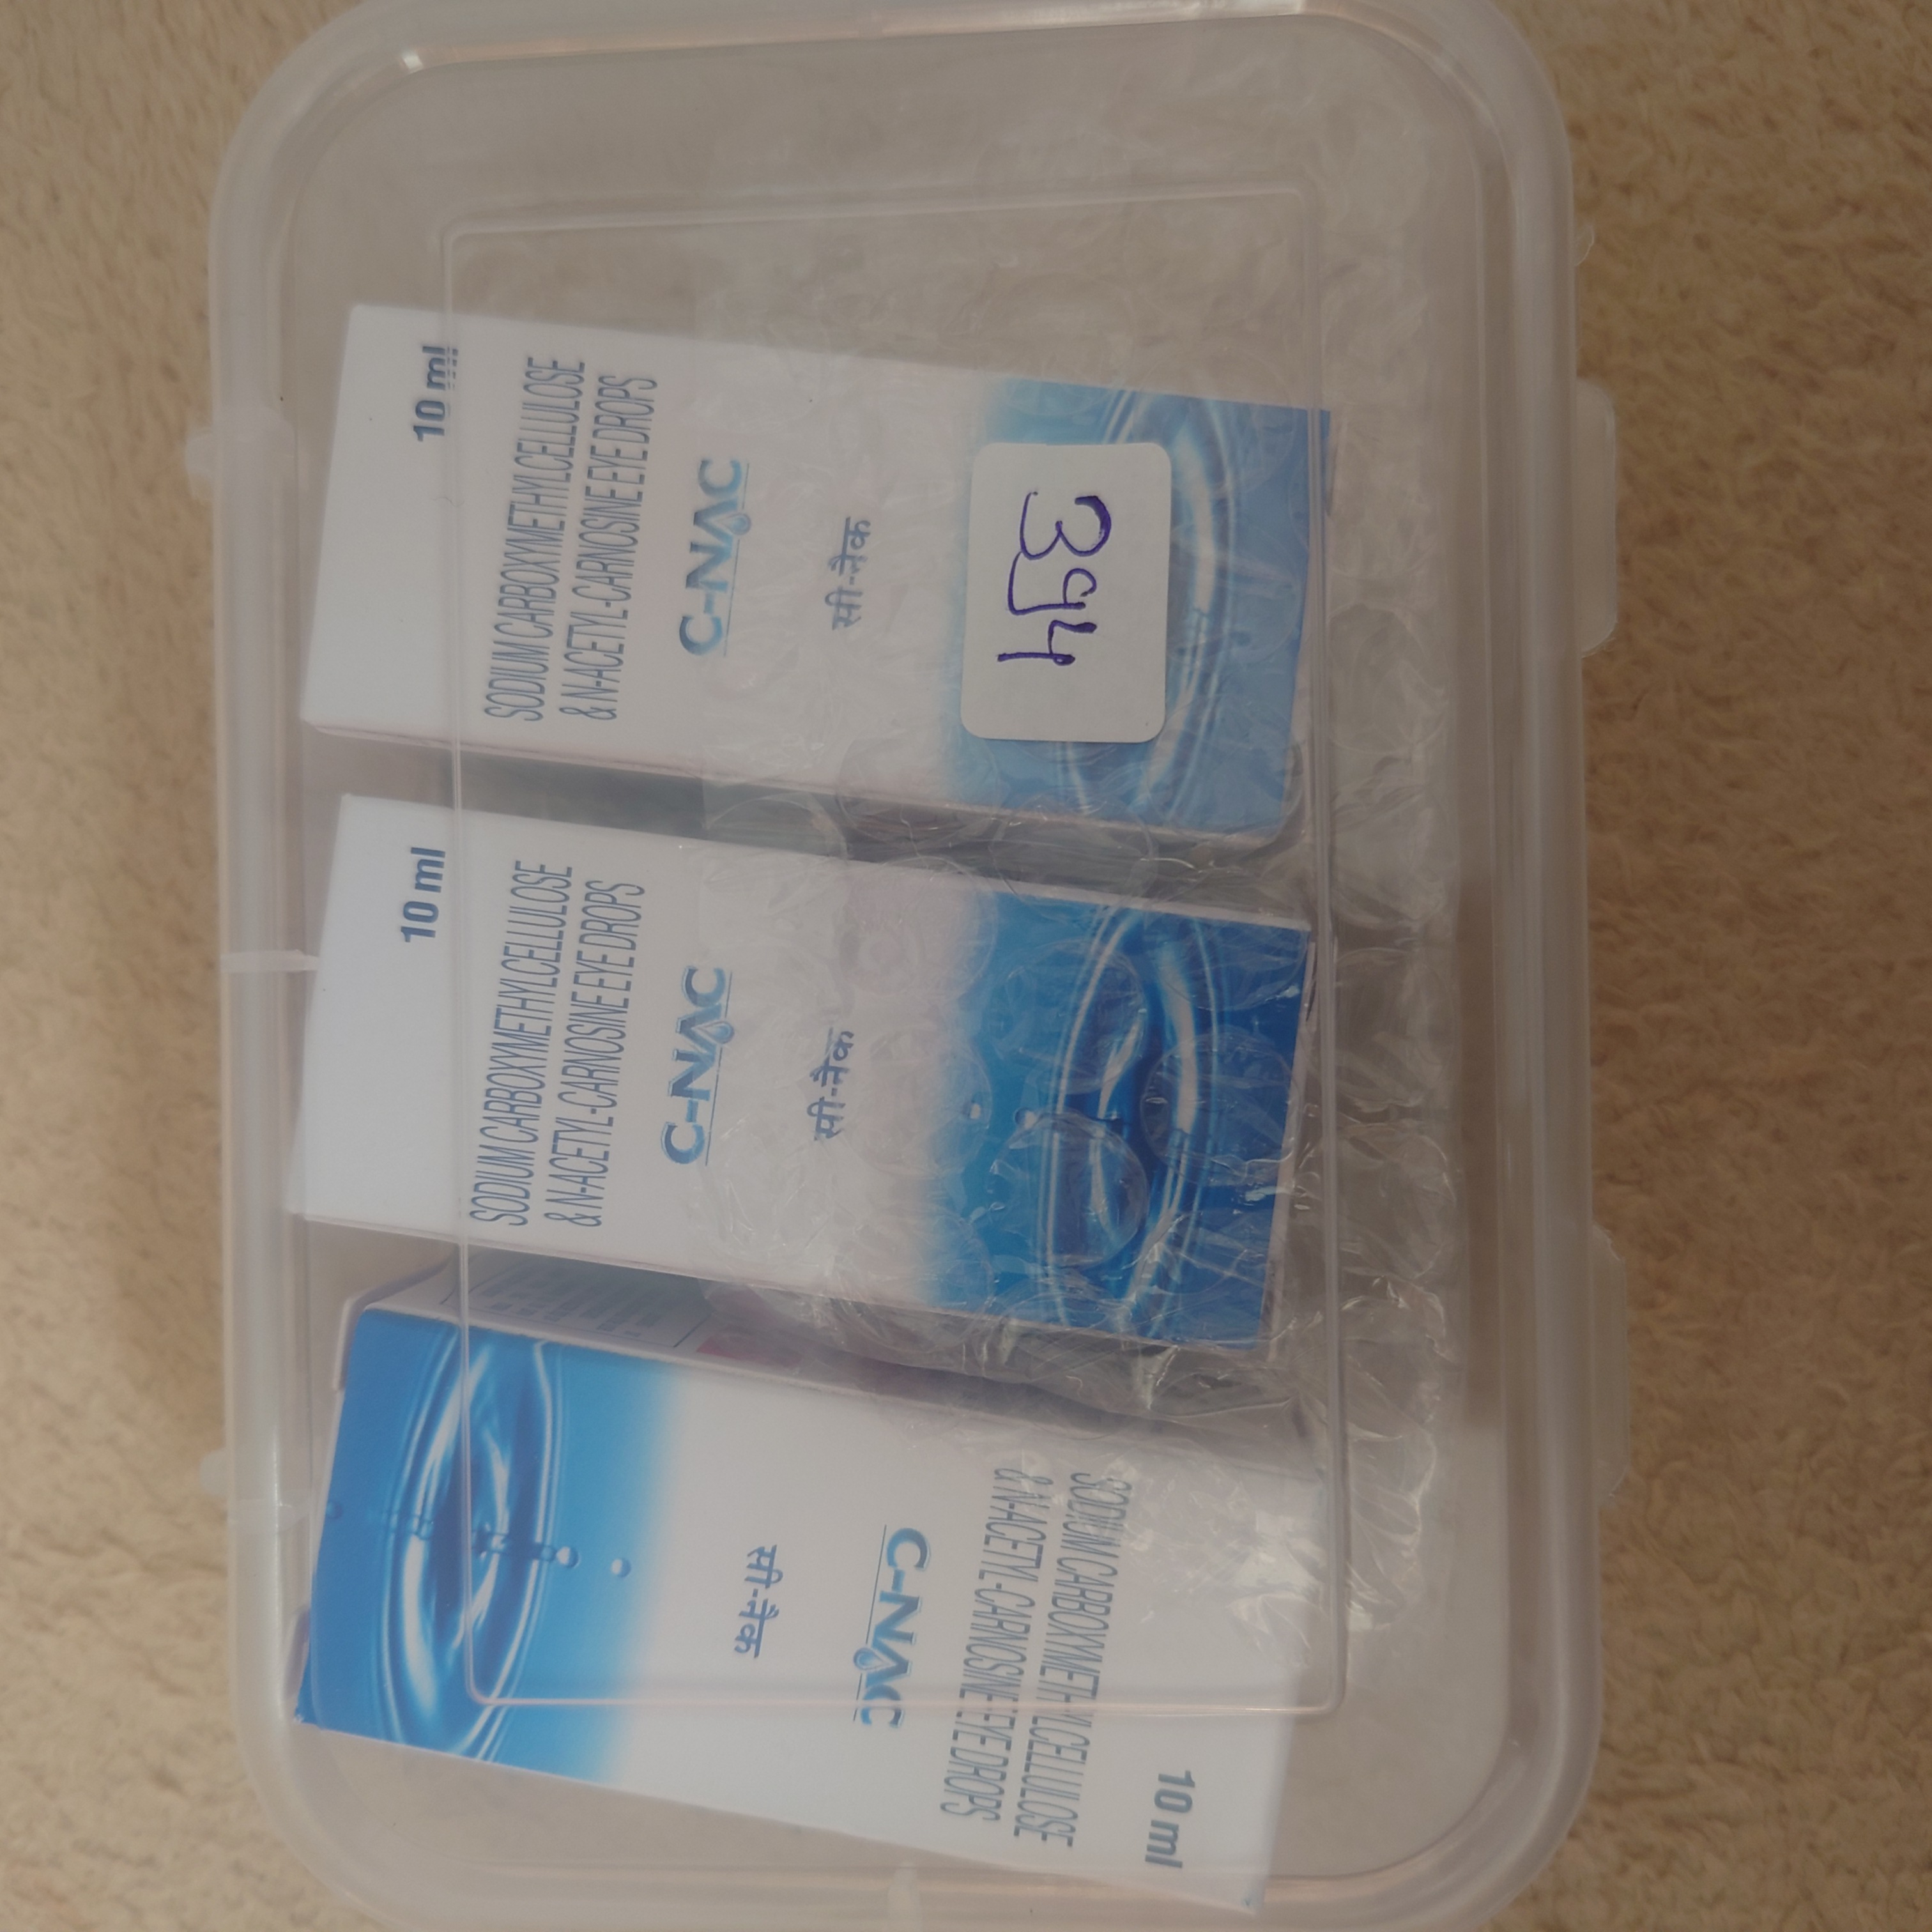 10 ml
SODIUM CARBOXYMETHYLCELLULOSE
& N-ACETYL-CARNOSINE EYE DROPS
C-NAC
सी-नैक
394
10 ml
SODIUM CARBOXYMETHYLCELLULOSE
& N-ACETYL-CARNOSINE EYE DROPS
C-NAC
सी-नैक
10 ml
SODIUM CARBOXYMETHYLCELLULOSE
& N-ACETYL-CARNOSINE EYE DROPS
C-NAC
सी-नैक